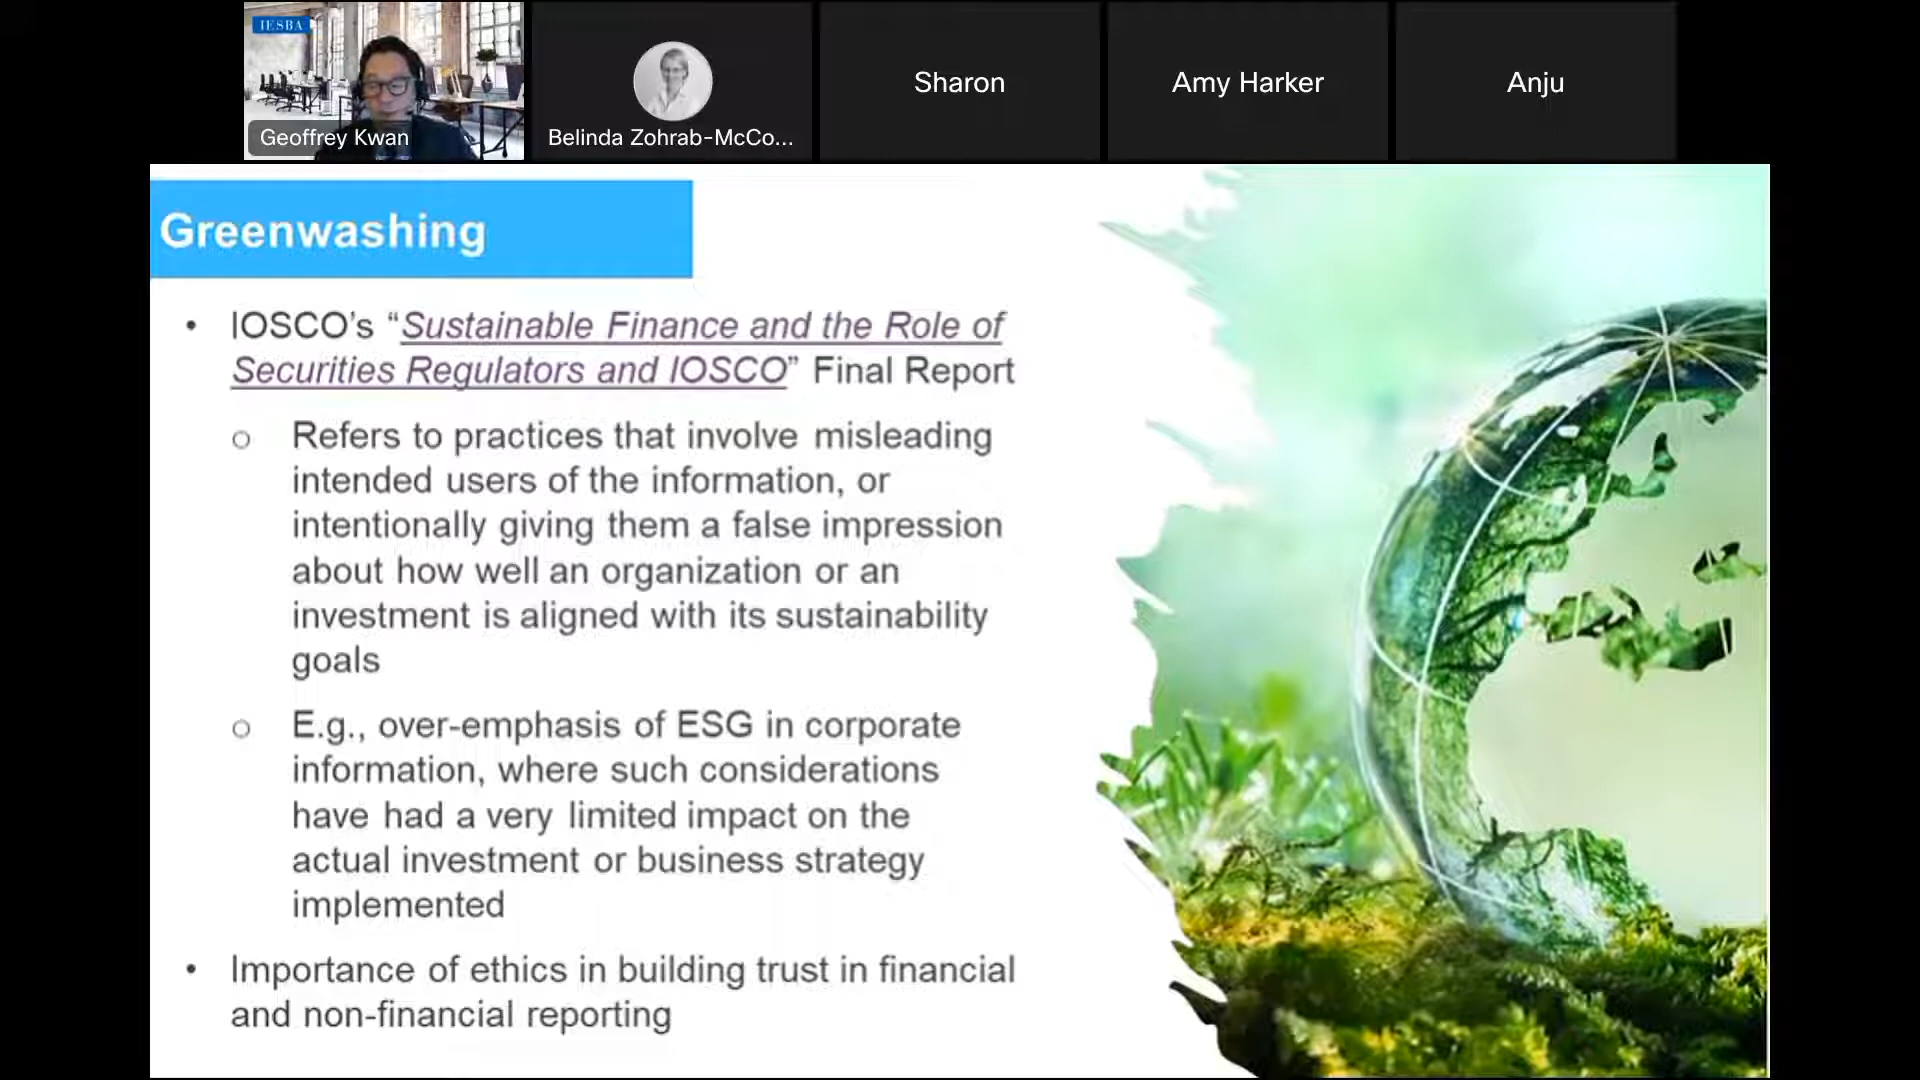 IESBA
Geoffrey Kwan
Belinda Zohrab-McCo...
Sharon
Amy Harker
Anju
Greenwashing
• IOSCO’s “Sustainable Finance and the Role of
Securities Regulators and IOSCO” Final Report
o Refers to practices that involve misleading
intended users of the information, or
intentionally giving them a false impression
about how well an organization or an
investment is aligned with its sustainability
goals
o E.g., over-emphasis of ESG in corporate
information, where such considerations
have had a very limited impact on the
actual investment or business strategy
implemented
• Importance of ethics in building trust in financial
and non-financial reporting